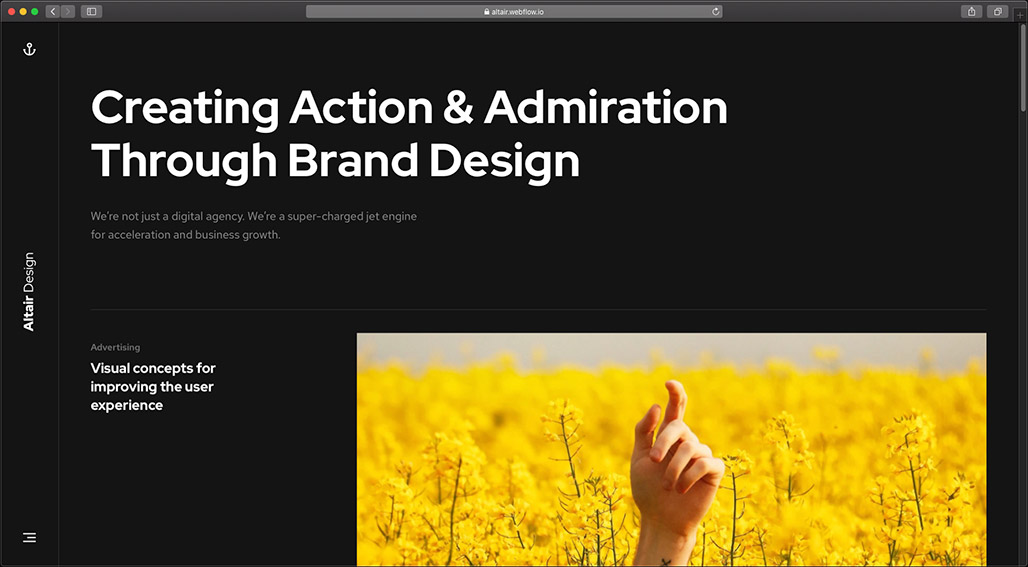 altair.webflow.io
Creating Action & Admiration
Through Brand Design
We're not just a digital agency. We're a super-charged jet engine
for acceleration and business growth.
Altair Design
Advertising
Visual concepts for
improving the user
experience